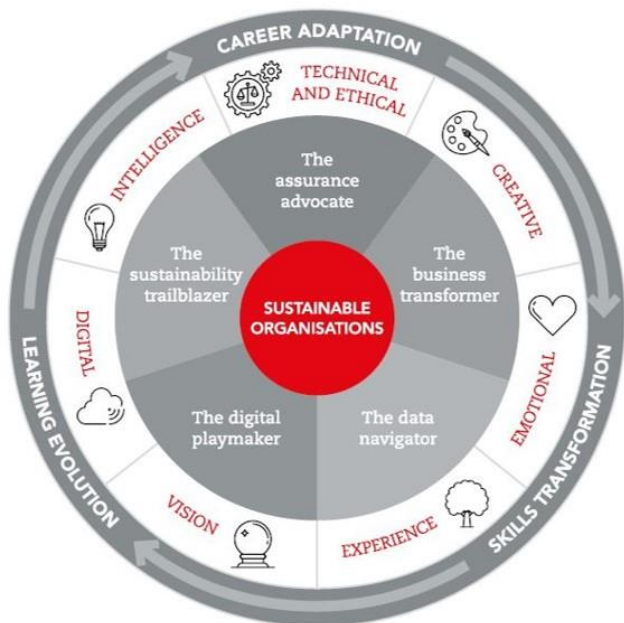 CAREER ADAPTATION
TECHNICAL
AND ETHICAL
CREATIVE
EMOTIONAL
EXPERIENCE
VISION
DIGITAL
INTELLIGENCE
SKILLS TRANSFORMATION
LEARNING EVOLUTION
The
assurance
advocate
The
business
transformer
The data
navigator
The digital
playmaker
The
sustainability
trailblazer
SUSTAINABLE
ORGANISATIONS